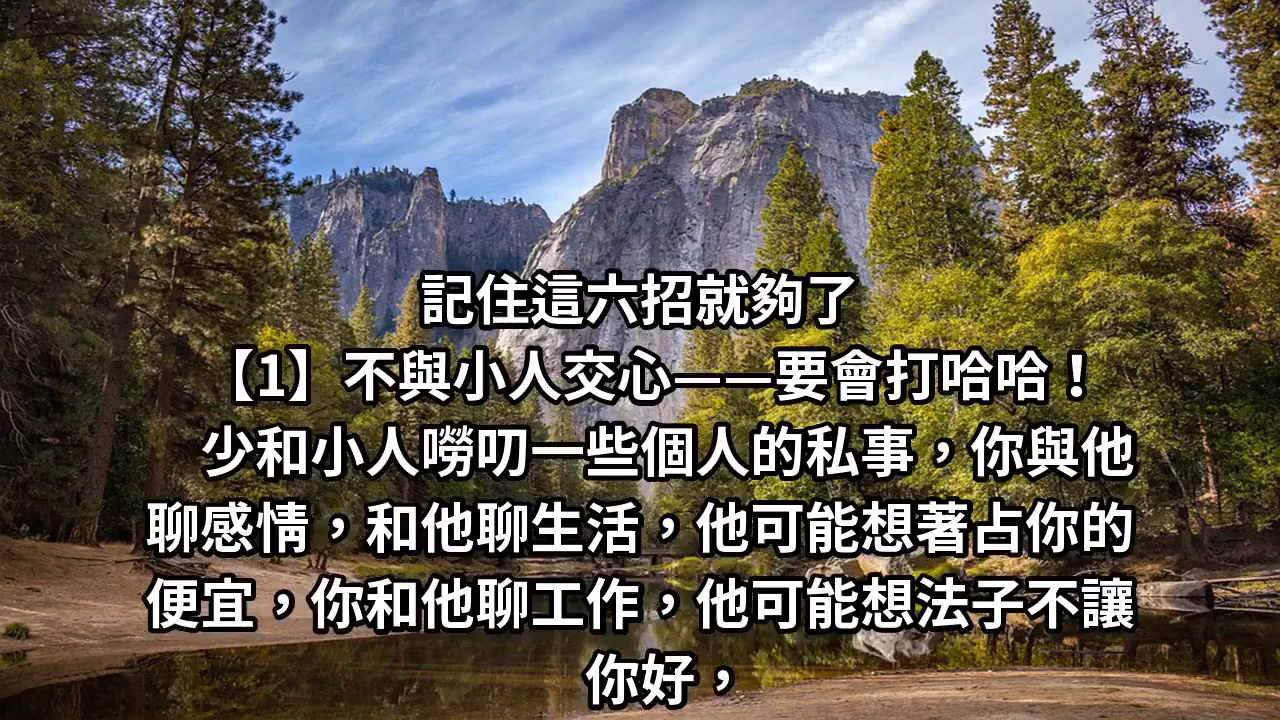 記住這六招就夠了
【1】不與小人交心——要會打哈哈！
少和小人嘮叨一些個人的私事，你與他
聊感情，和他聊生活，他可能想著占你的
便宜，你和他聊工作，他可能想法子不讓
你好，